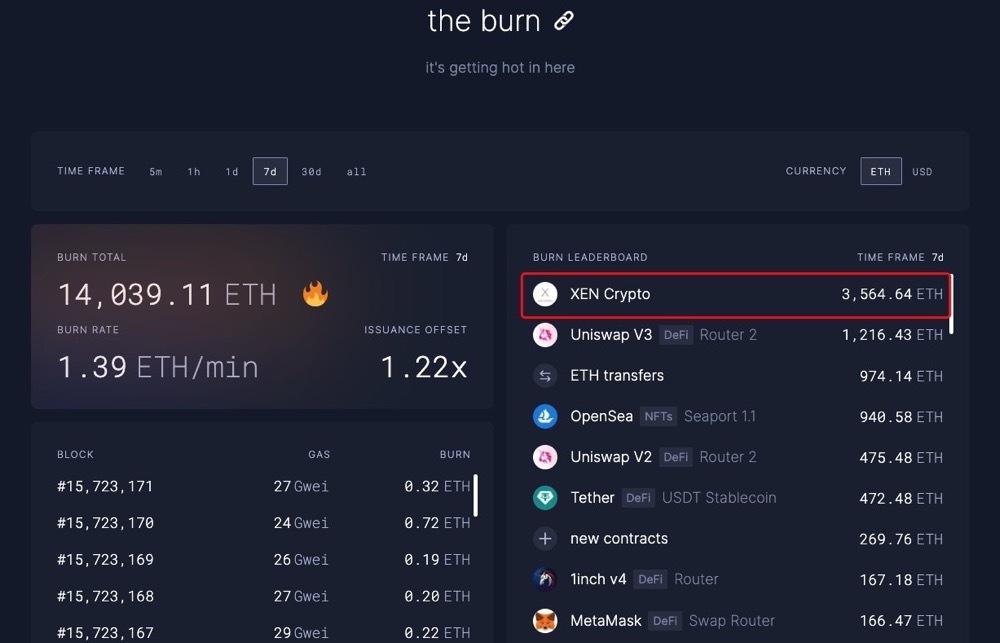 the burn
it's getting hot in here
TIME FRAME 5m 1h 1d 7d 30d all
CURRENCY ETH USD
BURN TOTAL TIME FRAME 7d
14,039.11 ETH
BURN RATE ISSUANCE OFFSET
1.39 ETH/min 1.22x
BLOCK GAS BURN
#15,723,171 27 Gwei 0.32 ETH
#15,723,170 24 Gwei 0.72 ETH
#15,723,169 26 Gwei 0.19 ETH
#15,723,168 27 Gwei 0.20 ETH
#15,723,167 29 Gwei 0.22 ETH
BURN LEADERBOARD TIME FRAME 7d
X XEN Crypto 3,564.64 ETH
Uniswap V3 DeFi Router 2 1,216.43 ETH
ETH transfers 974.14 ETH
OpenSea NFTs Seaport 1.1 940.58 ETH
Uniswap V2 DeFi Router 2 475.48 ETH
Tether DeFi USDT Stablecoin 472.48 ETH
new contracts 269.76 ETH
1inch v4 DeFi Router 167.18 ETH
MetaMask DeFi Swap Router 166.47 ETH